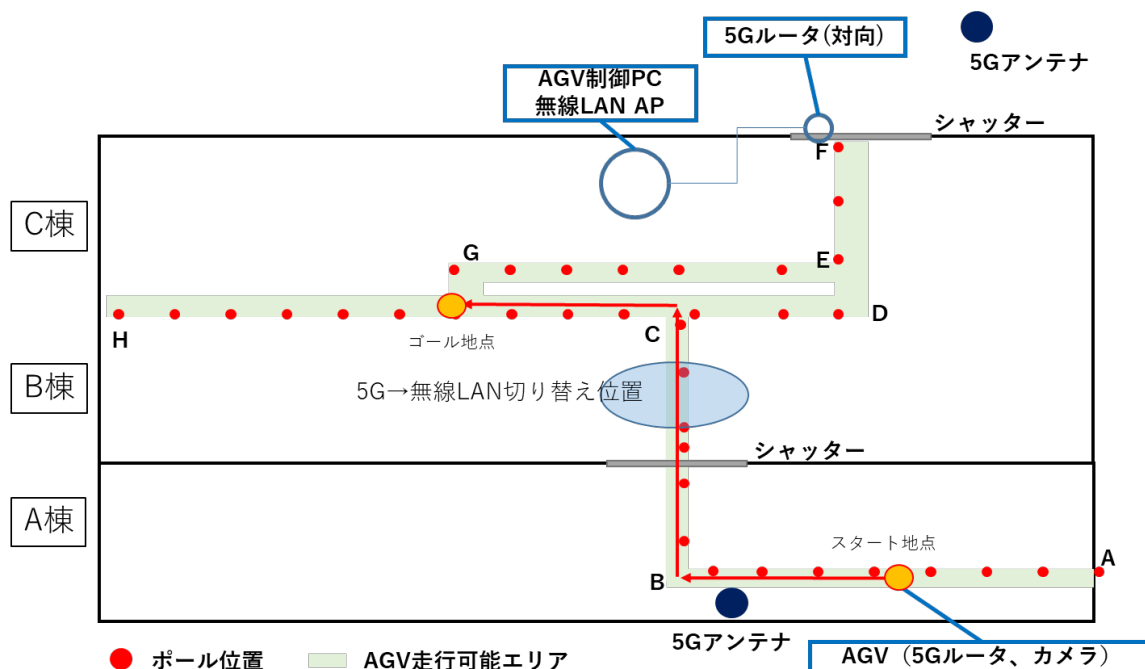 5Gルータ(対向)
5Gアンテナ
AGV制御PC
無線LAN AP
シャッター
F
C棟
G
E
H
D
C
ゴール地点
B棟
5G→無線LAN切り替え位置
シャッター
A棟
スタート地点
A
B
5Gアンテナ
ポール位置
AGV走行可能エリア
AGV（5Gルータ、カメラ）